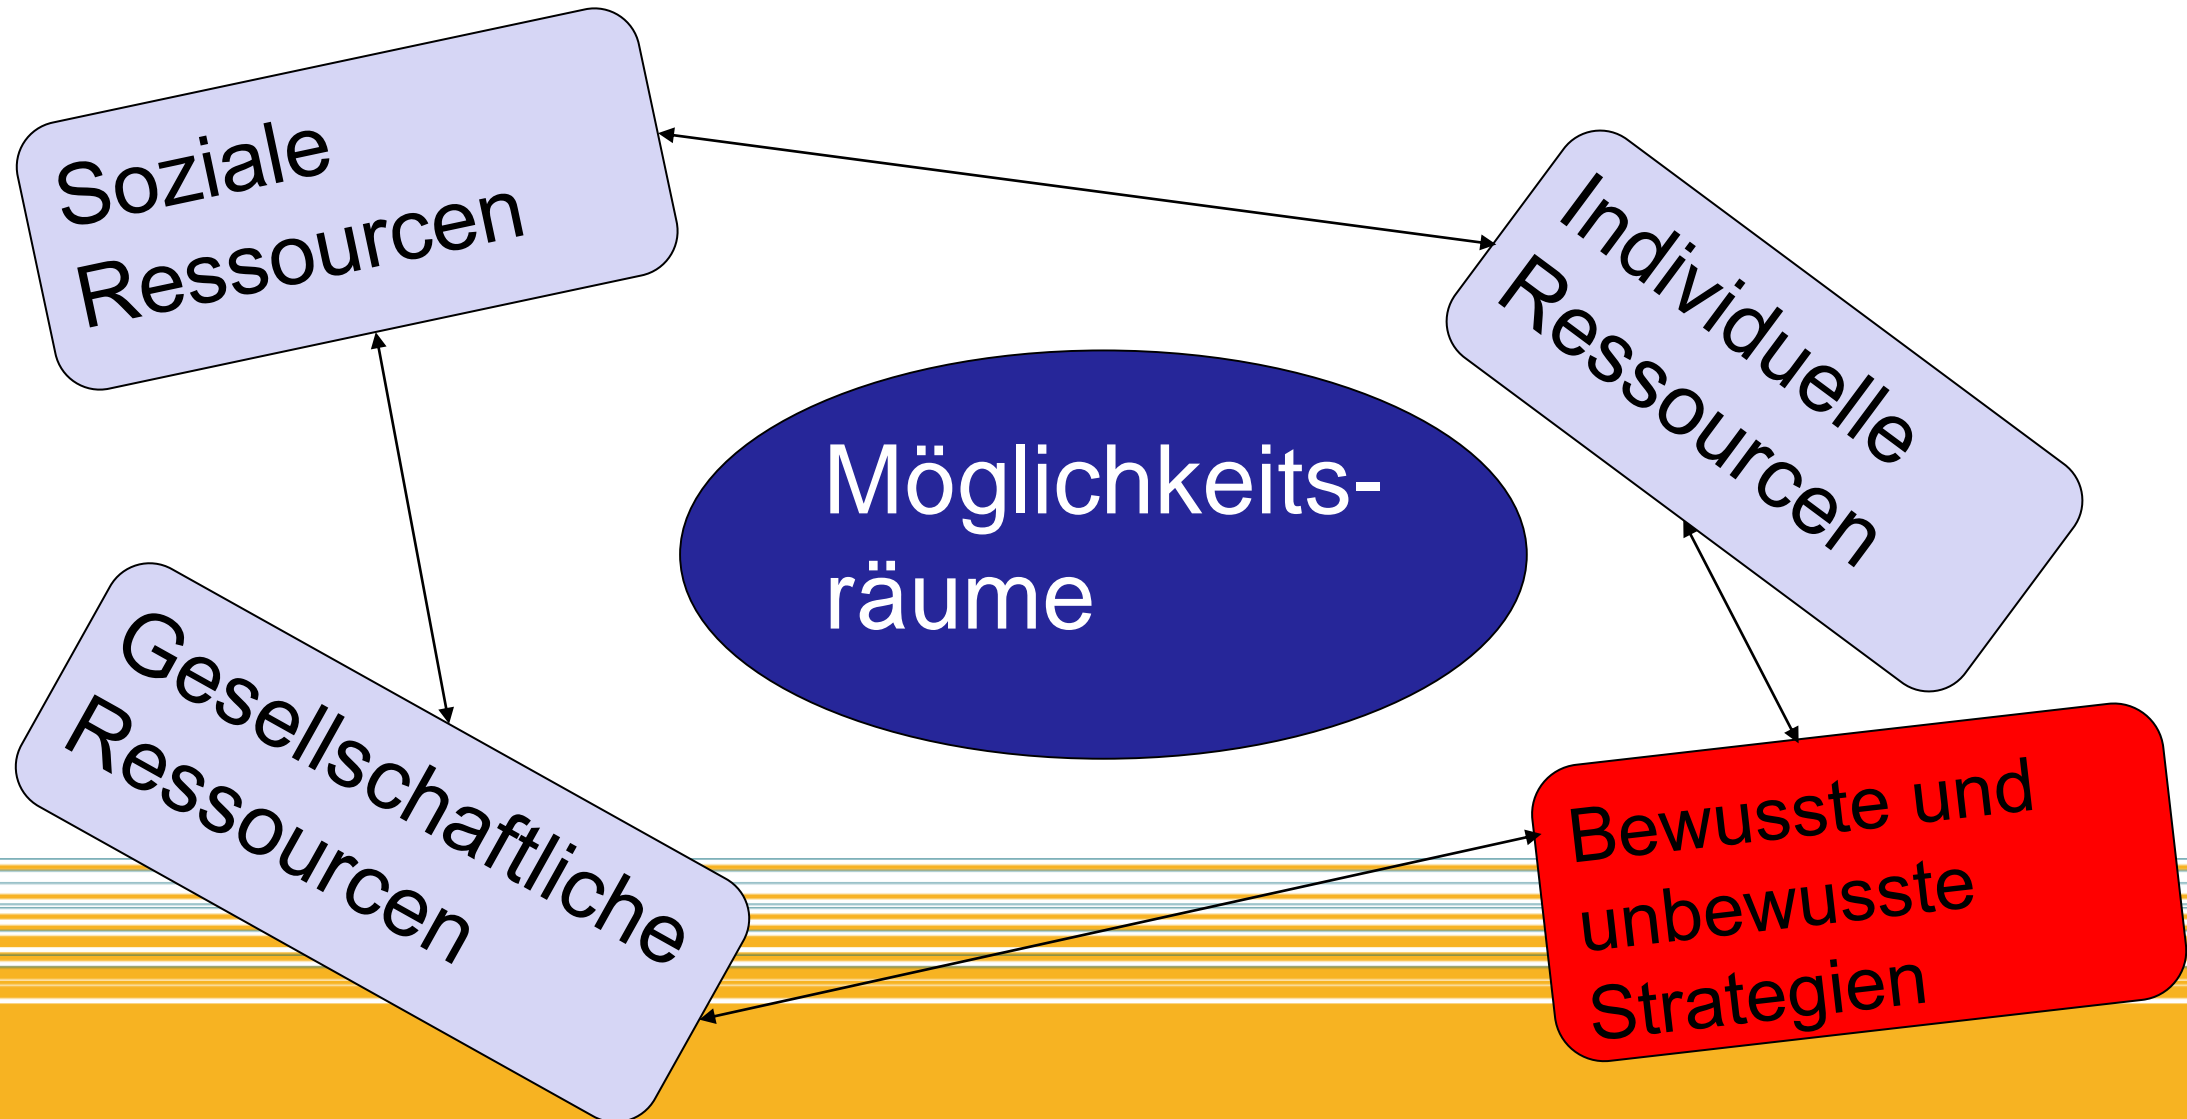 Soziale
Ressourcen
Individuelle
Ressourcen
Möglichkeits-
räume
Gesellschaftliche
Ressourcen
Bewusste und
unbewusste
Strategien